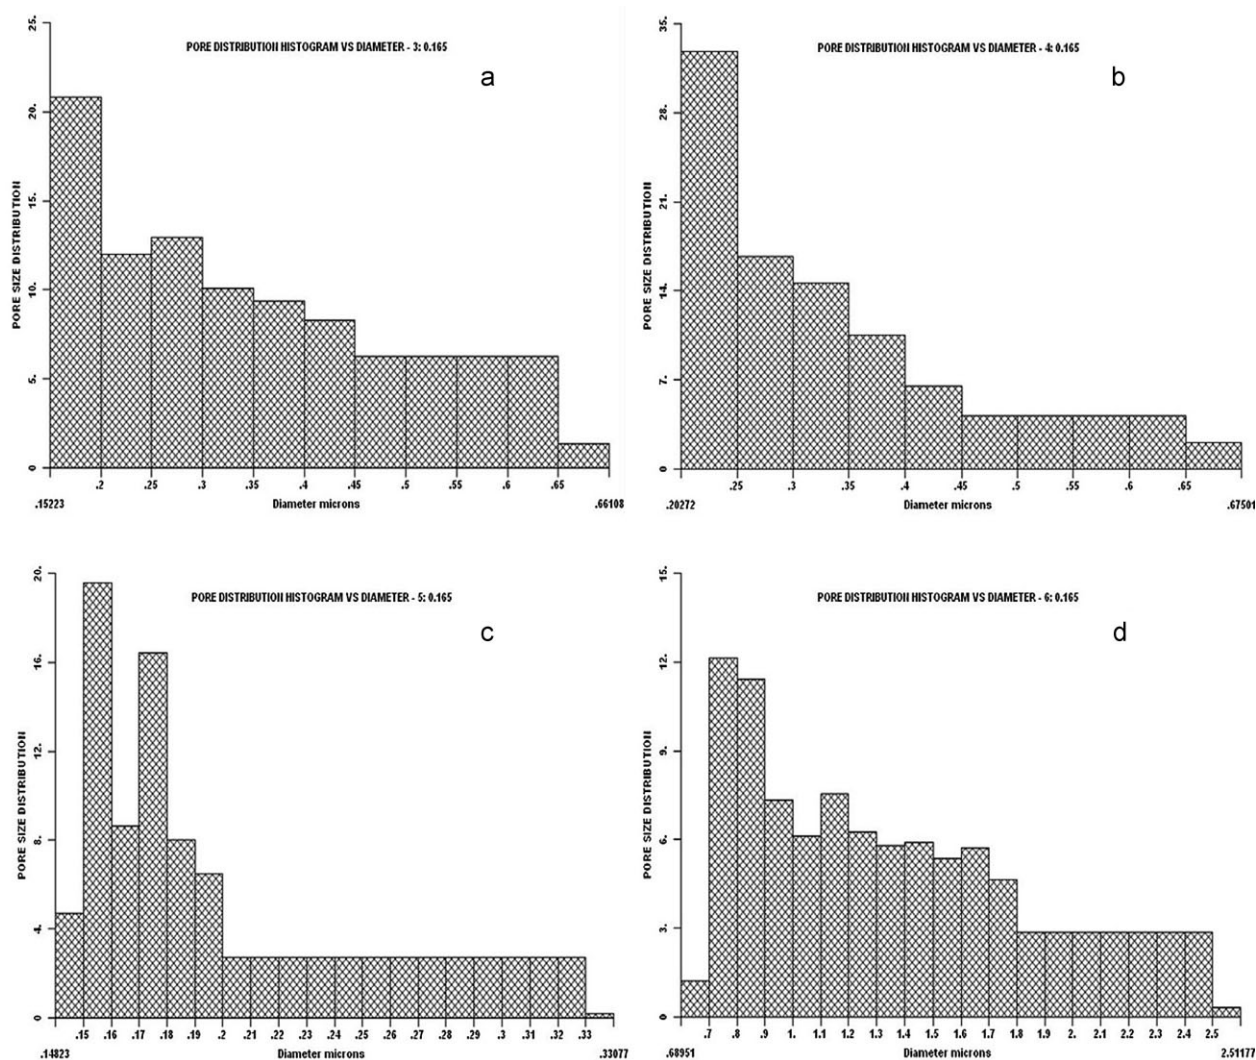 PORE DISTRIBUTION HISTOGRAM VS DIAMETER - 3: 0.165
a
PORE SIZE DISTRIBUTION
25.
20.
15.
10.
5.
0
.2 .25 .3 .35 .4 .45 .5 .55 .6 .65
.15223 Diameter microns .66108
PORE DISTRIBUTION HISTOGRAM VS DIAMETER - 4: 0.165
b
PORE SIZE DISTRIBUTION
35.
28.
21.
14.
7.
0
.25 .3 .35 .4 .45 .5 .55 .6 .65
.20272 Diameter microns .67501
PORE DISTRIBUTION HISTOGRAM VS DIAMETER - 5: 0.165
c
PORE SIZE DISTRIBUTION
20.
16.
12.
8.
4.
0
.15 .16 .17 .18 .19 .2 .21 .22 .23 .24 .25 .26 .27 .28 .29 .3 .31 .32 .33
.14823 Diameter microns .33077
PORE DISTRIBUTION HISTOGRAM VS DIAMETER - 6: 0.165
d
PORE SIZE DISTRIBUTION
15.
12.
9.
6.
3.
0
.7 .8 .9 1. 1.1 1.2 1.3 1.4 1.5 1.6 1.7 1.8 1.9 2. 2.1 2.2 2.3 2.4 2.5
.68951 Diameter microns 2.51177